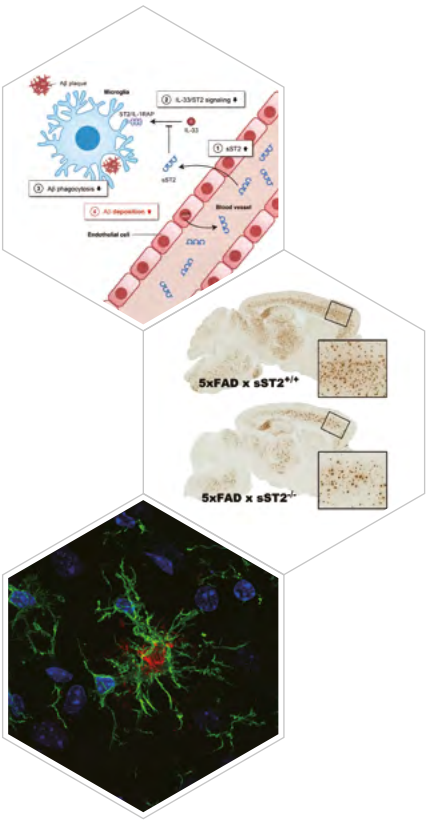 Aβ plaque
Microglia
② IL-33/ST2 signaling ⬇
ST2/IL-1RAP
IL-33
① sST2 ⬆
sST2
③ Aβ phagocytosis ⬇
④ Aβ deposition ⬆
Blood vessel
Endothelial cell
5xFAD x sST2+/+
5xFAD x sST2-/-